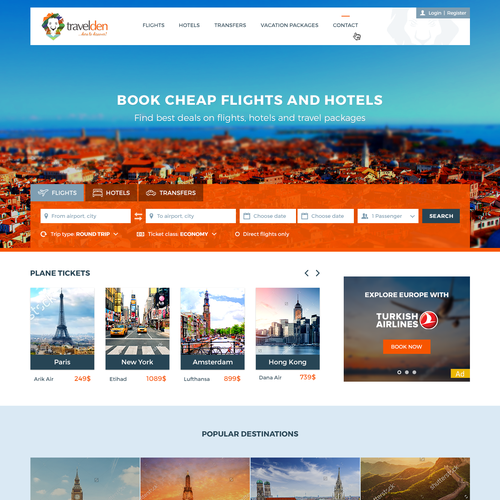 Login | Register
travelden
FLIGHTS HOTELS TRANSFERS VACATION PACKAGES CONTACT
BOOK CHEAP FLIGHTS AND HOTELS
Find best deals on flights, hotels and travel packages
FLIGHTS HOTELS TRANSFERS
From airport, city To airport, city Choose date Choose date 1 Passenger SEARCH
Trip type: ROUND TRIP Ticket class: ECONOMY Direct flights only
PLANE TICKETS
Paris
Arik Air 249$
New York
Etihad 1089$
Amsterdam
Lufthansa 899$
Hong Kong
Dana Air 739$
EXPLORE EUROPE WITH
TURKISH
AIRLINES
BOOK NOW
Ad
POPULAR DESTINATIONS
shutterstock